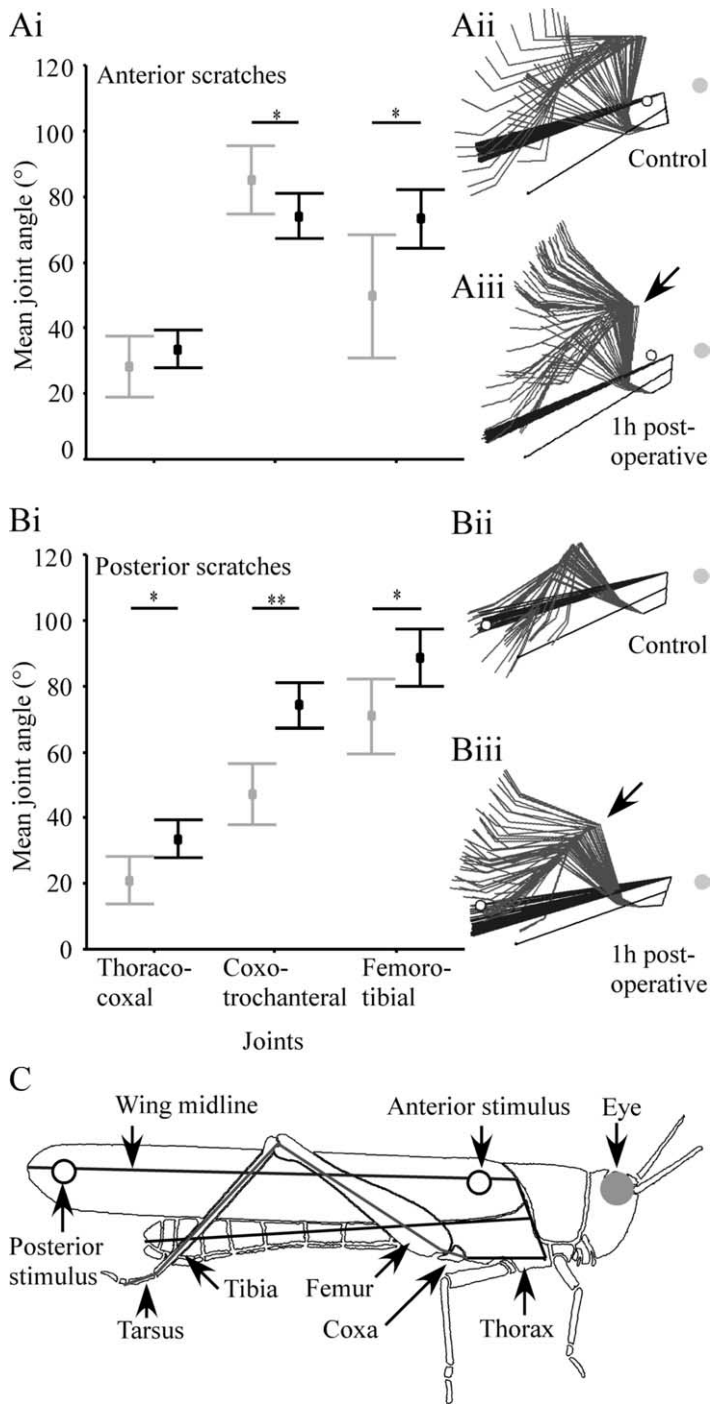 Ai
Anterior scratches
Mean joint angle (°)
120
100
80
60
40
20
0
*
*
Aii
Control
Aiii
1h post-
operative
Bi
Posterior scratches
Mean joint angle (°)
120
100
80
60
40
20
0
*
**
*
Thoraco-
coxal
Coxo-
trochanteral
Femoro-
tibial
Joints
Bii
Control
Biii
1h post-
operative
C
Wing midline
Anterior stimulus
Eye
Posterior
stimulus
Tibia
Femur
Tarsus
Coxa
Thorax